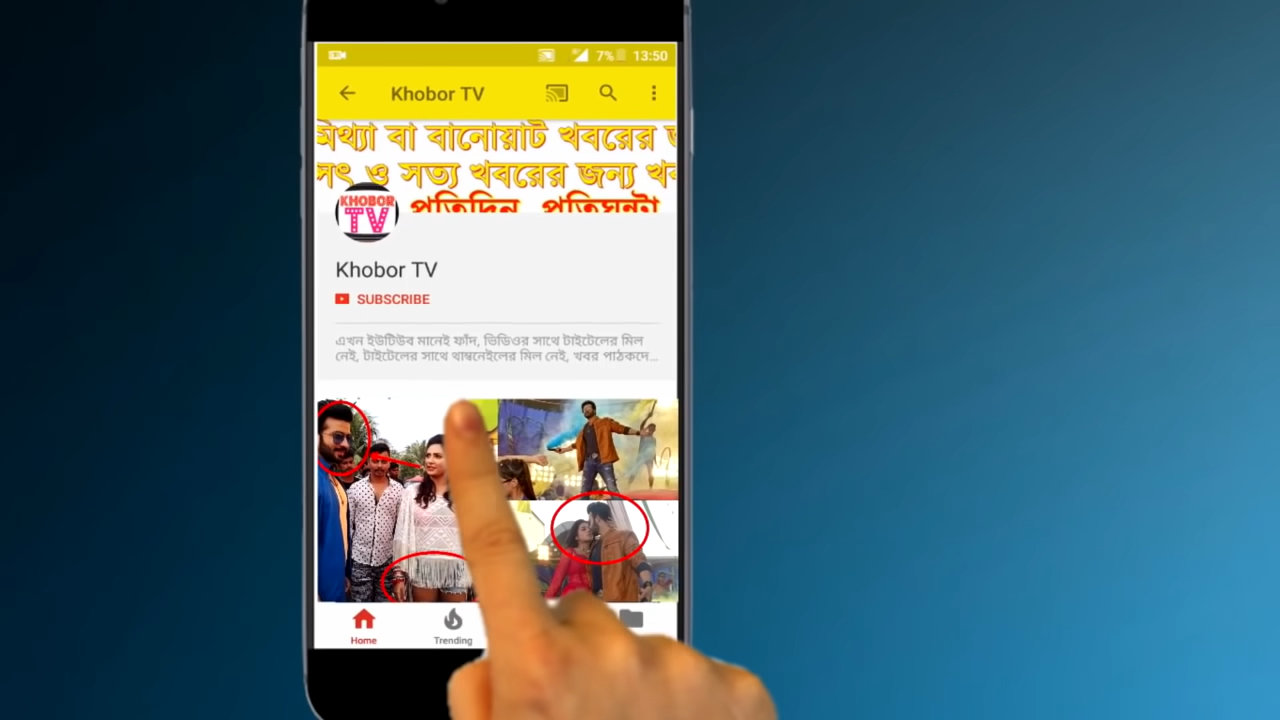 7% 13:50
Khobor TV
মিথ্যা বা বানোয়াট খবরের
সৎ ও সত্য খবরের জন্য
KHOBOR
TV
প্রতিদিন, প্রতিঘন্টা
Khobor TV
SUBSCRIBE
এখন ইউটিউব মানেই ফাঁদ, ভিডিওর সাথে টাইটেলের মিল
নেই, টাইটেলের সাথে থাম্বনেইলের মিল নেই, খবর পাঠকদে...
Home
Trending